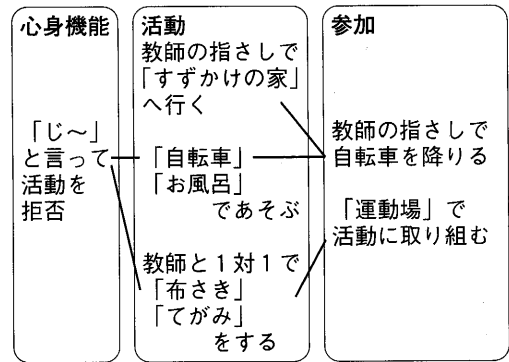 心身機能
「じ〜」
と言って
活動を
拒否
活動
教師の指さしで
「すずかけの家」
へ行く
「自転車」
「お風呂」
であそぶ
教師と1対1で
「布さき」
「てがみ」
をする
参加
教師の指さしで
自転車を降りる
「運動場」で
活動に取り組む